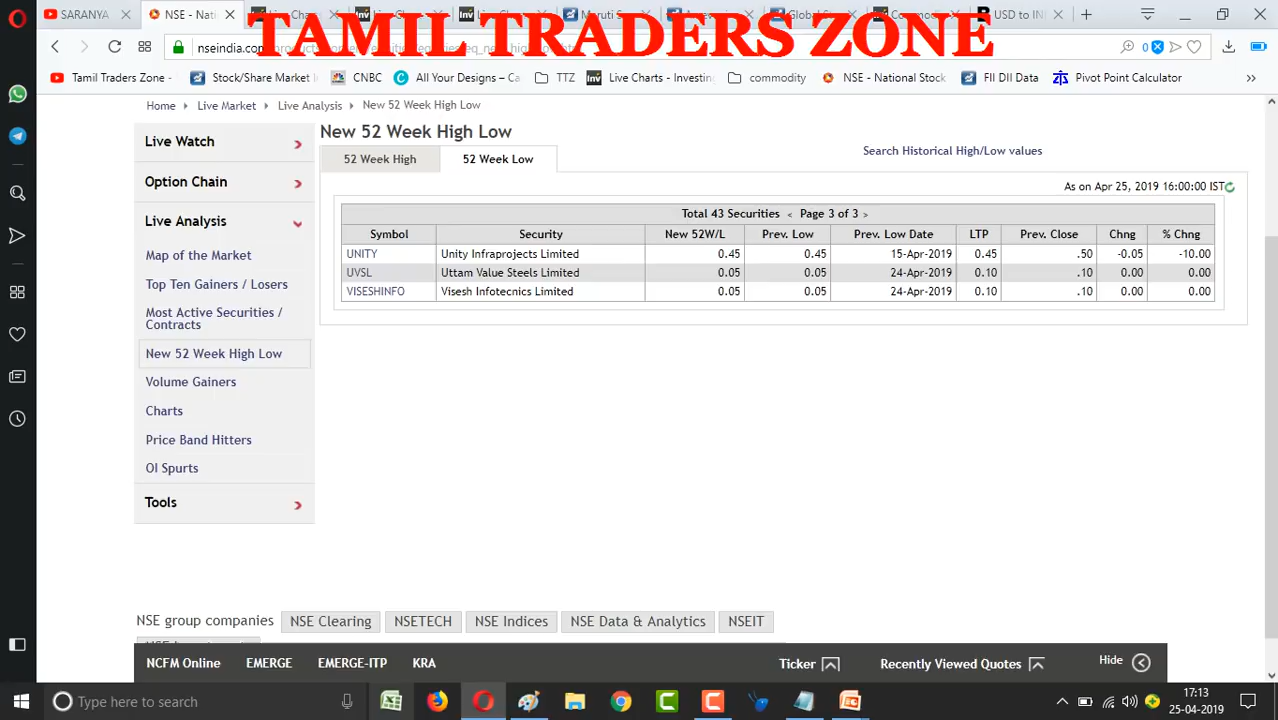 SARANYA
NSE - Nati
Live Cha
Live Cha
Live Cha
Maruti S
Global S
Commod
USD to IN
TAMIL TRADERS ZONE
nseindia.com
0
Tamil Traders Zone -
Stock/Share Market I
CNBC
All Your Designs – Ca
TTZ
Live Charts - Investing
commodity
NSE - National Stock
FII DII Data
Pivot Point Calculator
Home
Live Market
Live Analysis
New 52 Week High Low
Live Watch
Option Chain
Live Analysis
Map of the Market
Top Ten Gainers / Losers
Most Active Securities /
Contracts
New 52 Week High Low
Volume Gainers
Charts
Price Band Hitters
OI Spurts
Tools
New 52 Week High Low
52 Week High 52 Week Low
Search Historical High/Low values
As on Apr 25, 2019 16:00:00 IST
Total 43 Securities < Page 3 of 3 >
Symbol Security New 52W/L Prev. Low Prev. Low Date LTP Prev. Close Chng % Chng
UNITY Unity Infraprojects Limited 0.45 0.45 15-Apr-2019 0.45 .50 -0.05 -10.00
UVSL Uttam Value Steels Limited 0.05 0.05 24-Apr-2019 0.10 .10 0.00 0.00
VISESHINFO Visesh Infotecnics Limited 0.05 0.05 24-Apr-2019 0.10 .10 0.00 0.00
NSE group companies NSE Clearing NSETECH NSE Indices NSE Data & Analytics NSEIT
NCFM Online EMERGE EMERGE-ITP KRA Ticker Recently Viewed Quotes Hide
Type here to search
17:13
25-04-2019